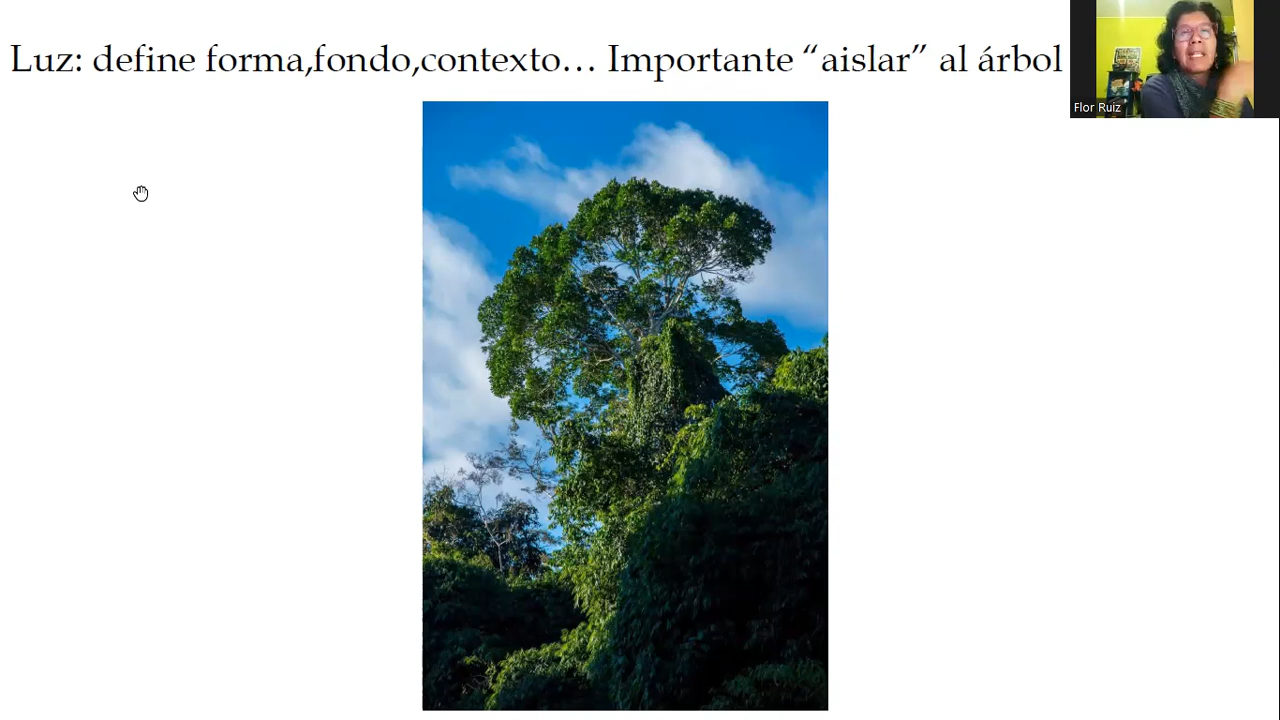 Luz: define forma,fondo,contexto… Importante “aislar” al árbol
Flor Ruiz